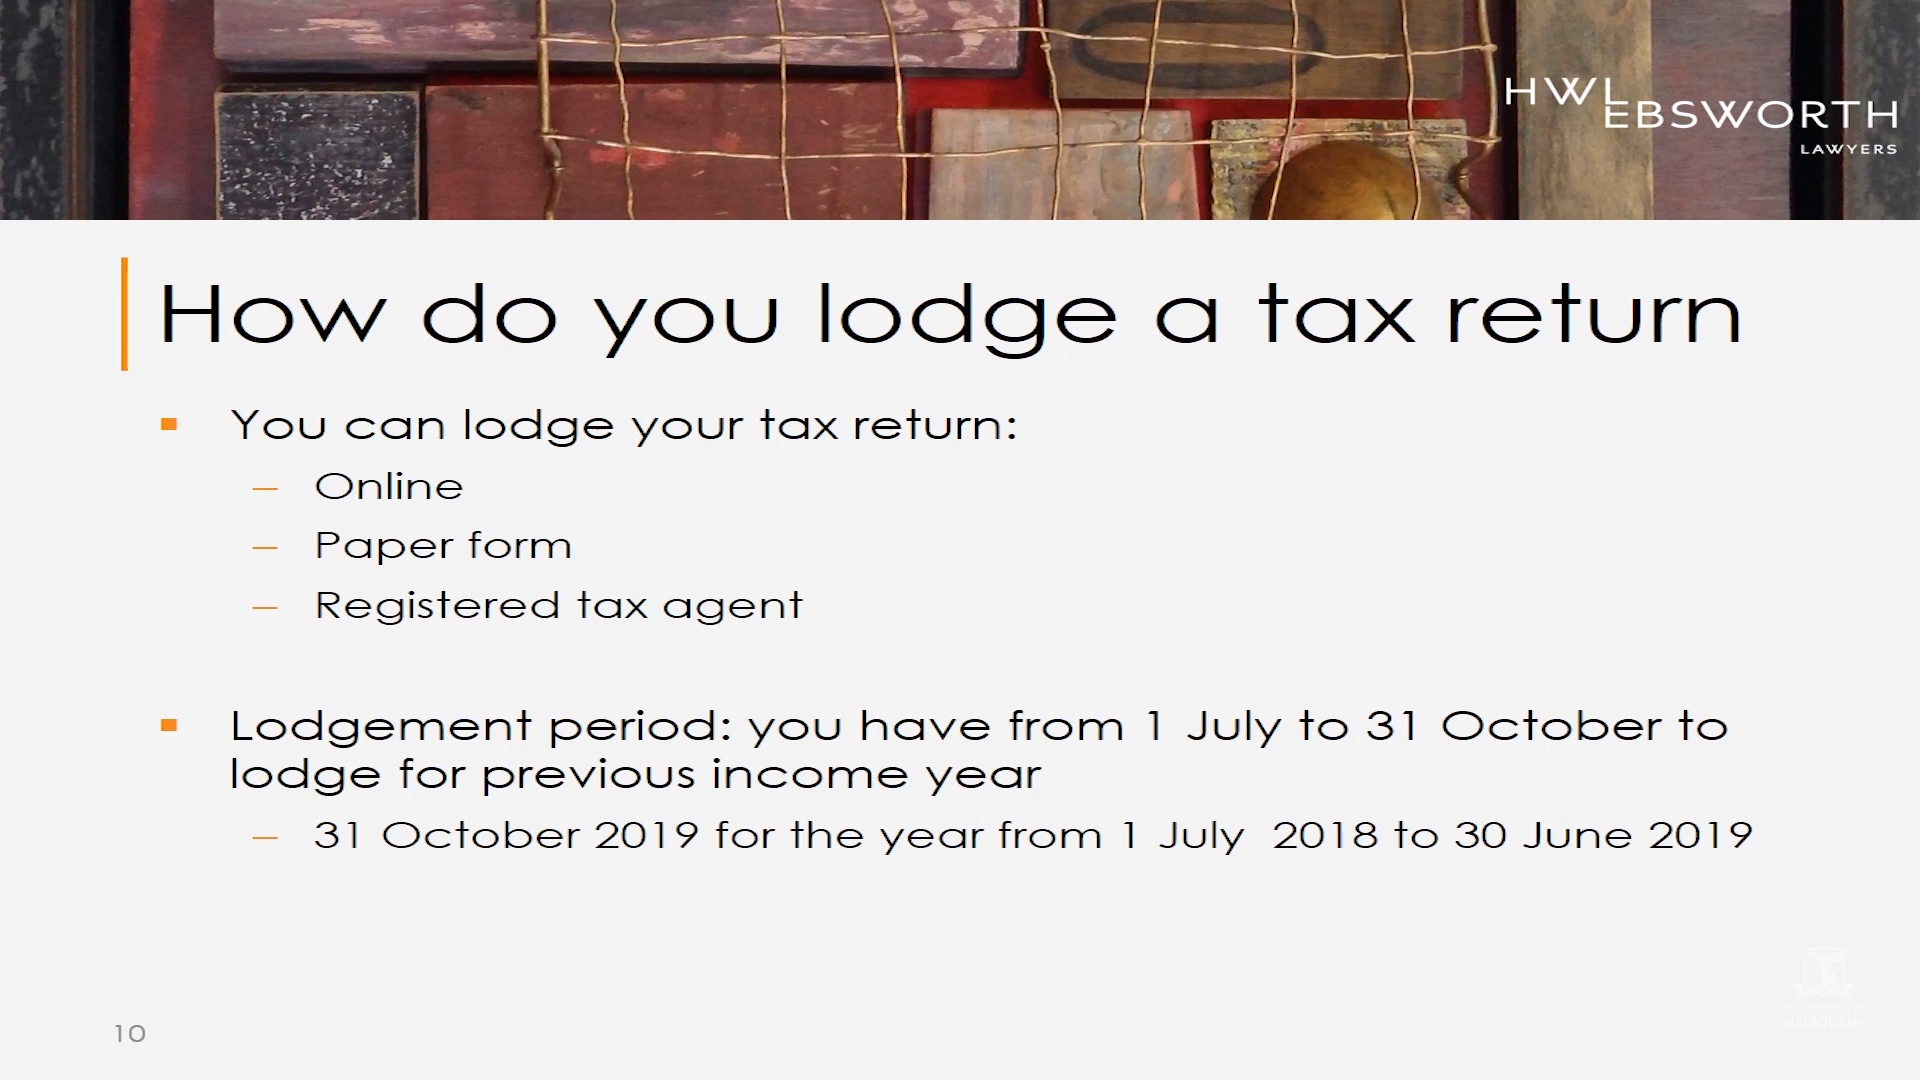 HWL
EBSWORTH
LAWYERS
How do you lodge a tax return
You can lodge your tax return:
– Online
– Paper form
– Registered tax agent
Lodgement period: you have from 1 July to 31 October to
lodge for previous income year
– 31 October 2019 for the year from 1 July 2018 to 30 June 2019
10
MELBOURNE